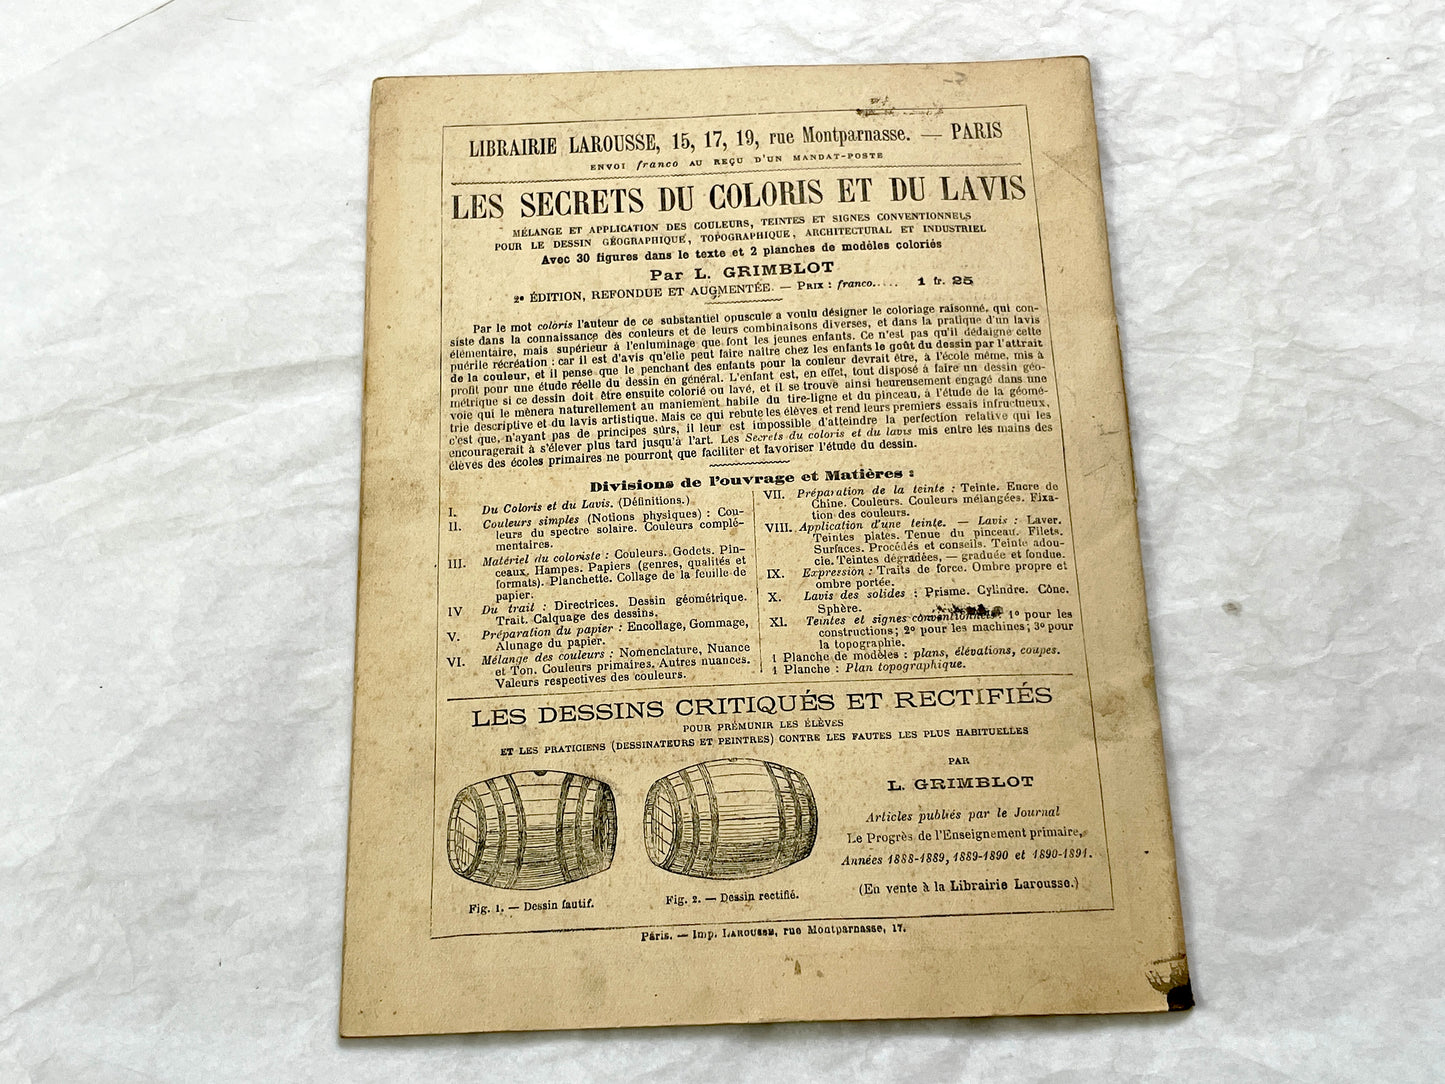 LIBRAIRIE LAROUSSE, 15, 17, 19, rue Montparnasse. — PARIS
ENVOI franco AU REÇU D'UN MANDAT-POSTE
LES SECRETS DU COLORIS ET DU LAVIS
MÉLANGE ET APPLICATION DES COULEURS, TEINTES ET SIGNES CONVENTIONNELS
POUR LE DESSIN GÉOGRAPHIQUE, TOPOGRAPHIQUE, ARCHITECTURAL ET INDUSTRIEL
Avec 30 figures dans le texte et 2 planches de modèles coloriés
Par L. GRIMBLOT
2e ÉDITION, REFONDUE ET AUGMENTÉE. — PRIX : franco..... 1 fr. 25
Par le mot coloris l'auteur de ce substantiel opuscule a voulu désigner le coloriage raisonné, qui con-
siste dans la connaissance des couleurs et de leurs combinaisons diverses, et dans la pratique d'un lavis
élémentaire, mais supérieur à l'enluminage que font les jeunes enfants. Ce n'est pas qu'il dédaigne cette
puérile récréation ; car il est d'avis qu'elle peut faire naître chez les enfants le goût du dessin par l'attrait
de la couleur, et il pense que le penchant des enfants pour la couleur devrait être, à l'école même, mis à
profit pour une étude réelle du dessin en général. L'enfant est, en effet, tout disposé à faire un dessin géo-
métrique si ce dessin doit être ensuite colorié ou lavé, et il se trouve ainsi heureusement engagé dans une
voie qui le mènera naturellement au maniement habile du tire-ligne et du pinceau, à l'étude de la géomé-
trie descriptive et du lavis artistique. Mais ce qui rebute les élèves et rend leurs premiers essais infructueux,
c'est que, n'ayant pas de principes sûrs, il leur est impossible d'atteindre la perfection relative qui les
encouragerait à s'élever plus tard jusqu'à l'art. Les Secrets du coloris et du lavis mis entre les mains des
élèves des écoles primaires ne pourront que faciliter et favoriser l'étude du dessin.
Divisions de l'ouvrage et Matières :
I. Du Coloris et du Lavis. (Définitions.)
II. Couleurs simples (Notions physiques) : Cou-
leurs du spectre solaire. Couleurs complé-
mentaires.
III. Matériel du coloriste : Couleurs. Godets. Pin-
ceaux. Hampes. Papiers (genres, qualités et
formats). Planchette. Collage de la feuille de
papier.
IV Du trait : Directrices. Dessin géométrique.
Trait. Calquage des dessins.
V. Préparation du papier : Encollage, Gommage,
Alunage du papier.
VI. Mélange des couleurs : Nomenclature, Nuance
et Ton. Couleurs primaires. Autres nuances.
Valeurs respectives des couleurs.
VII. Préparation de la teinte : Teinte. Encre de
Chine. Couleurs. Couleurs mélangées. Fixa-
tion des couleurs.
VIII. Application d'une teinte. — Lavis : Laver.
Teintes plates. Tenue du pinceau. Filets.
Surfaces. Procédés et conseils. Teinte adou-
cie. Teintes dégradées, — graduée et fondue.
IX. Expression : Traits de force. Ombre propre et
ombre portée.
X. Lavis des solides : Prisme. Cylindre. Cône.
Sphère.
XI. Teintes et signes conventionnels : 1º pour les
constructions ; 2º pour les machines ; 3º pour
la topographie.
1 Planche de modèles : plans, élévations, coupes.
1 Planche : Plan topographique.
LES DESSINS CRITIQUÉS ET RECTIFIÉS
POUR PRÉMUNIR LES ÉLÈVES
ET LES PRATICIENS (DESSINATEURS ET PEINTRES) CONTRE LES FAUTES LES PLUS HABITUELLES
PAR
L. GRIMBLOT
Articles publiés par le Journal
Le Progrès de l'Enseignement primaire,
Années 1888-1889, 1889-1890 et 1890-1891.
(En vente à la Librairie Larousse.)
Fig. 1. — Dessin fautif.
Fig. 2. — Dessin rectifié.
Paris. — Imp. LAROUSSE, rue Montparnasse, 17.